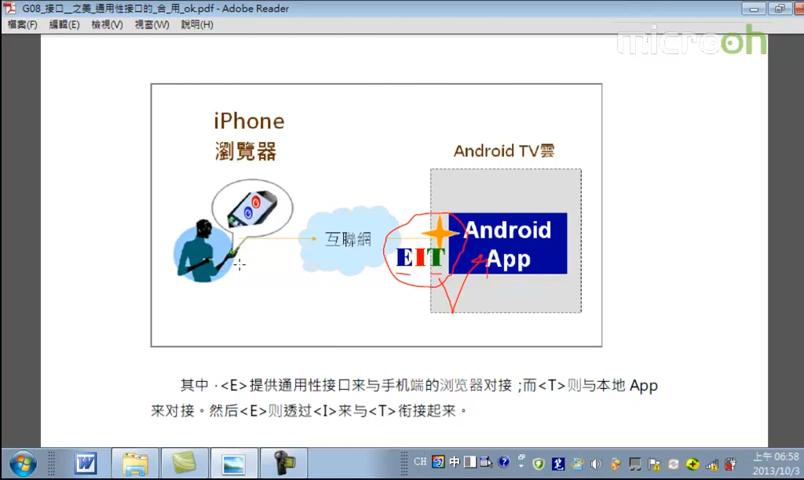 G08_接口__之美_通用性接口的_合_用_ok.pdf - Adobe Reader
檔案(F) 編輯(E) 檢視(V) 視窗(W) 說明(H)
microoh
iPhone
瀏覽器
Android TV雲
互聯網
EIT
Android
App
其中，<E>提供通用性接口来与手机端的浏览器对接；而<T>则与本地 App
来对接。然后<E>则透过<I>来与<T>衔接起来。
CH 中
上午 06:58
2013/10/3